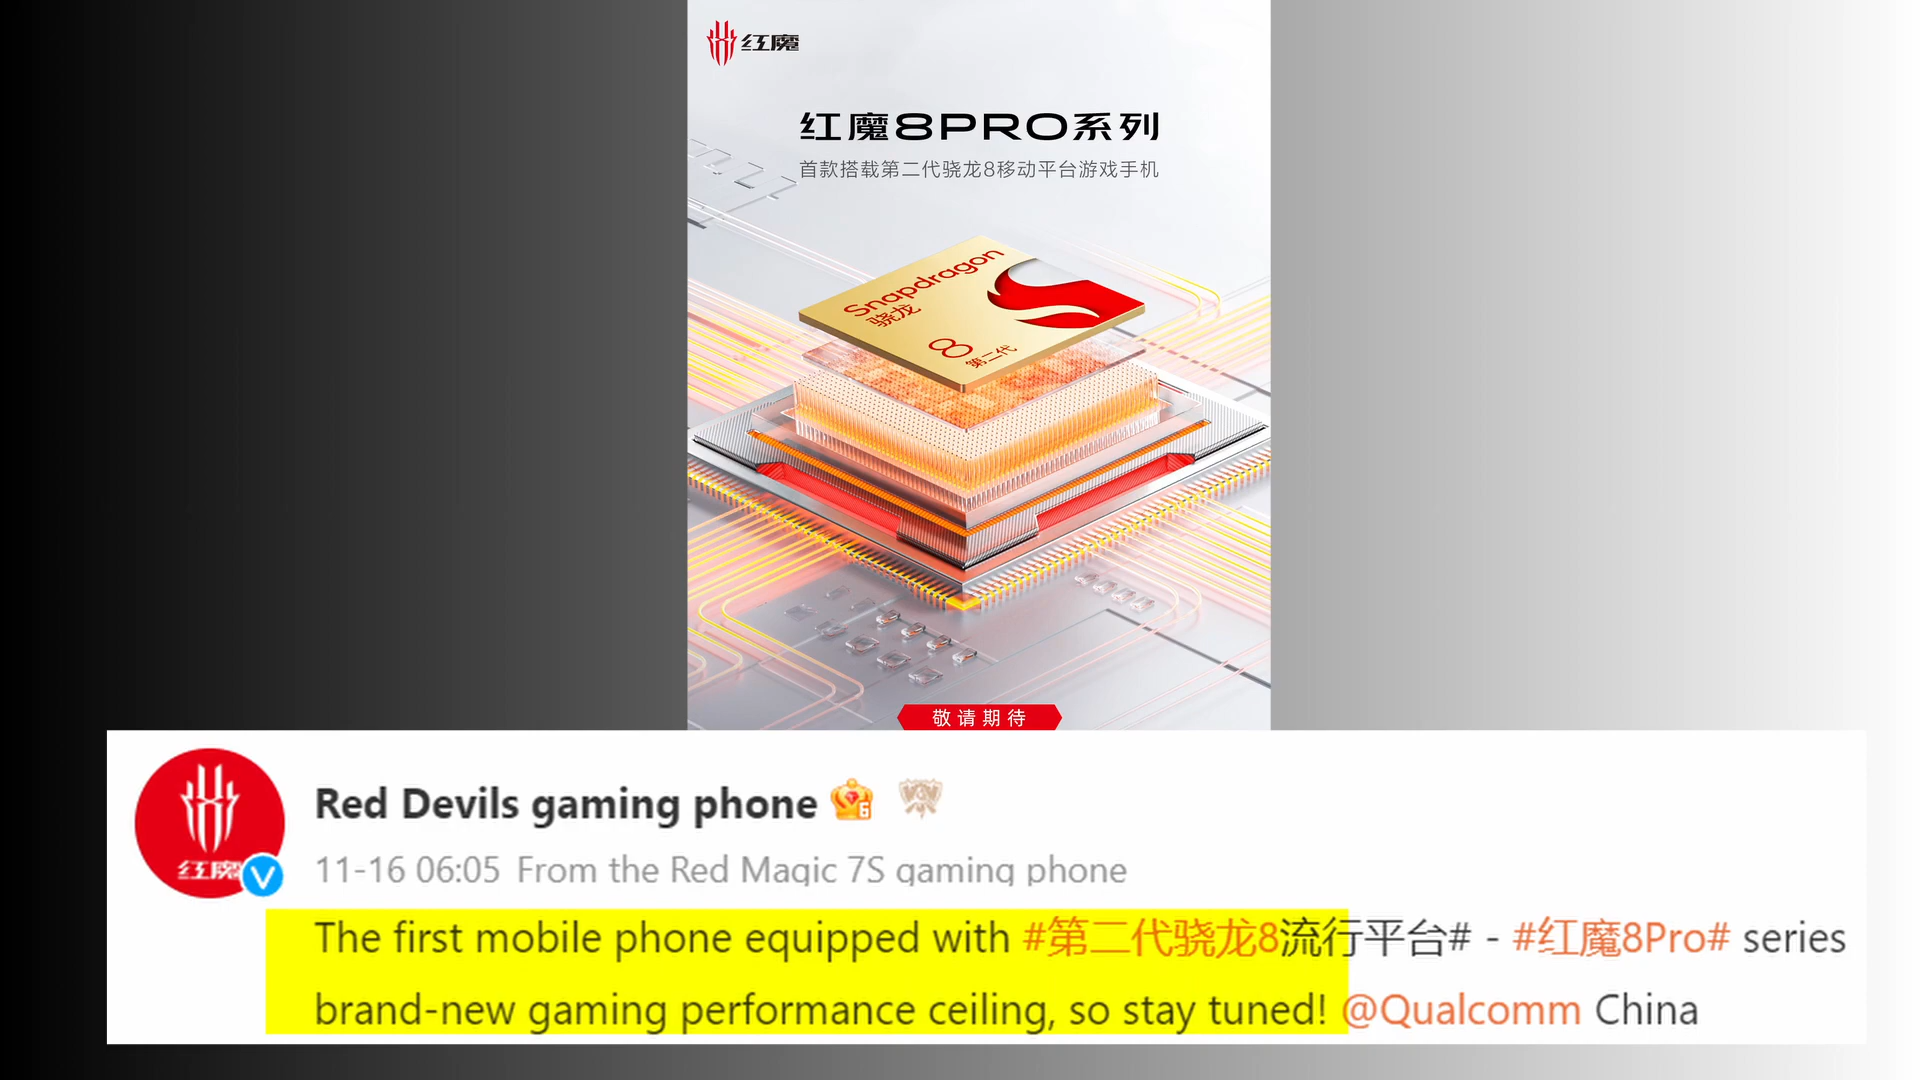 红魔
红魔8PRO系列
首款搭载第二代骁龙8移动平台游戏手机
Snapdragon
骁龙
8
第二代
敬请期待
Red Devils gaming phone
6
红魔
V
11-16 06:05 From the Red Magic 7S gaming phone
The first mobile phone equipped with #第二代骁龙8流行平台# - #红魔8Pro# series
brand-new gaming performance ceiling, so stay tuned! @Qualcomm China